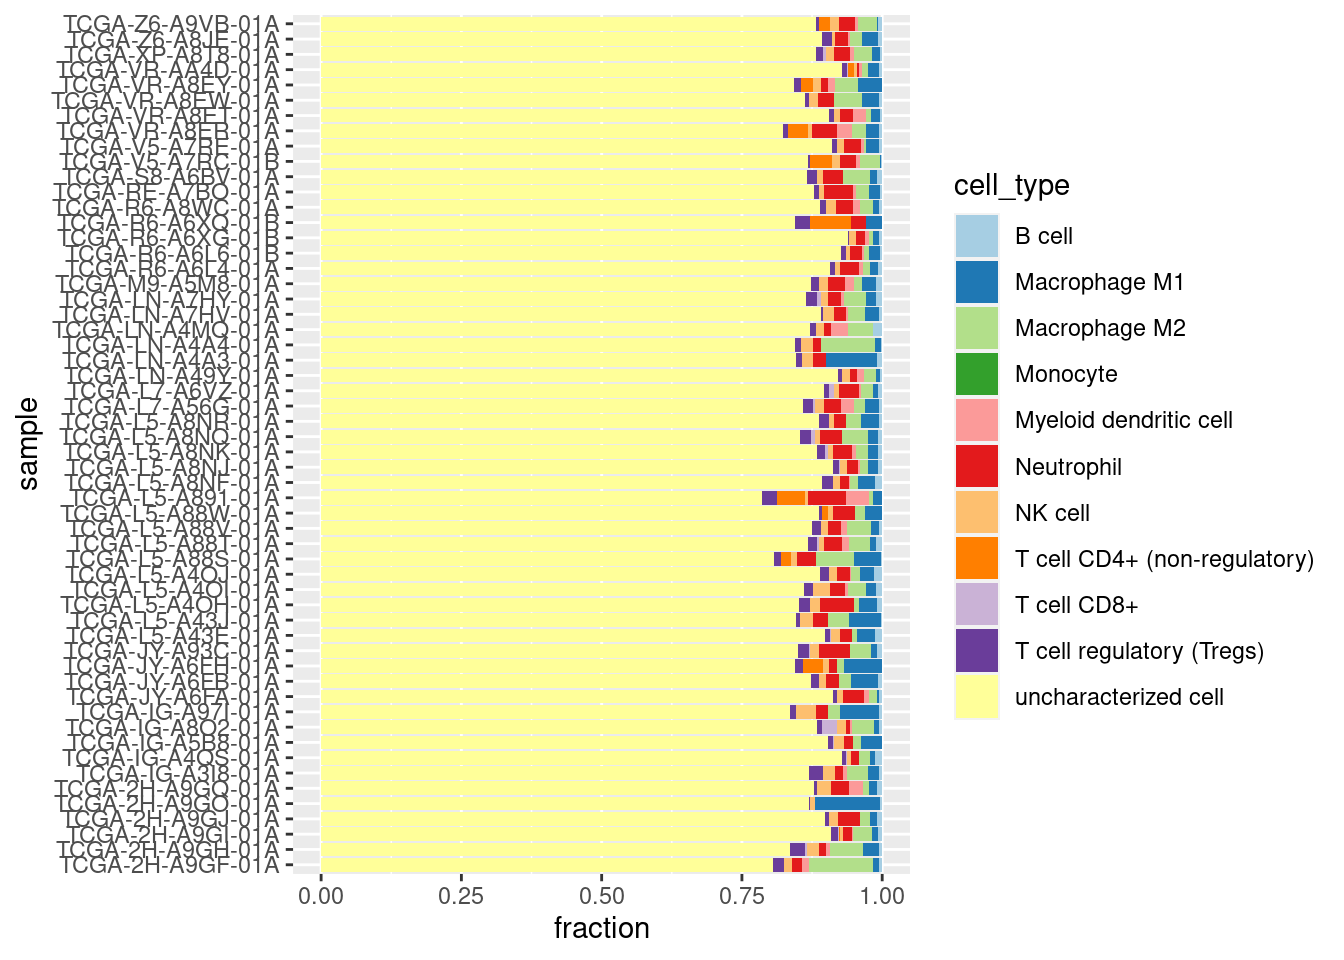 TCGA-Z6-A9VB-01A
TCGA-Z6-A8JE-01A
TCGA-XP-A8T8-01A
TCGA-VR-AA4D-01A
TCGA-VR-A8EY-01A
TCGA-VR-A8EW-01A
TCGA-VR-A8ET-01A
TCGA-VR-A8ER-01A
TCGA-V5-A7RE-01A
TCGA-V5-A7RC-01B
TCGA-S8-A6BV-01A
TCGA-RE-A7BO-01A
TCGA-R6-A8WC-01A
TCGA-R6-A6XQ-01B
TCGA-R6-A6XG-01B
TCGA-R6-A6L6-01B
TCGA-R6-A6L4-01A
TCGA-M9-A5M8-01A
TCGA-LN-A7HY-01A
TCGA-LN-A7HV-01A
TCGA-LN-A4MQ-01A
TCGA-LN-A4A4-01A
TCGA-LN-A4A3-01A
TCGA-LN-A49Y-01A
TCGA-L7-A6VZ-01A
TCGA-L7-A56G-01A
TCGA-L5-A8NR-01A
TCGA-L5-A8NQ-01A
TCGA-L5-A8NK-01A
TCGA-L5-A8NJ-01A
TCGA-L5-A8NF-01A
TCGA-L5-A891-01A
TCGA-L5-A88W-01A
TCGA-L5-A88V-01A
TCGA-L5-A88T-01A
TCGA-L5-A88S-01A
TCGA-L5-A4OJ-01A
TCGA-L5-A4OI-01A
TCGA-L5-A4OH-01A
TCGA-L5-A43J-01A
TCGA-L5-A43E-01A
TCGA-JY-A93C-01A
TCGA-JY-A6FH-01A
TCGA-JY-A6FB-01A
TCGA-JY-A6FA-01A
TCGA-IG-A97I-01A
TCGA-IG-A8O2-01A
TCGA-IG-A5B8-01A
TCGA-IG-A4QS-01A
TCGA-IG-A3I8-01A
TCGA-2H-A9GQ-01A
TCGA-2H-A9GO-01A
TCGA-2H-A9GJ-01A
TCGA-2H-A9GI-01A
TCGA-2H-A9GH-01A
TCGA-2H-A9GF-01A
sample
0.00 0.25 0.50 0.75 1.00
fraction
cell_type
B cell
Macrophage M1
Macrophage M2
Monocyte
Myeloid dendritic cell
Neutrophil
NK cell
T cell CD4+ (non-regulatory)
T cell CD8+
T cell regulatory (Tregs)
uncharacterized cell